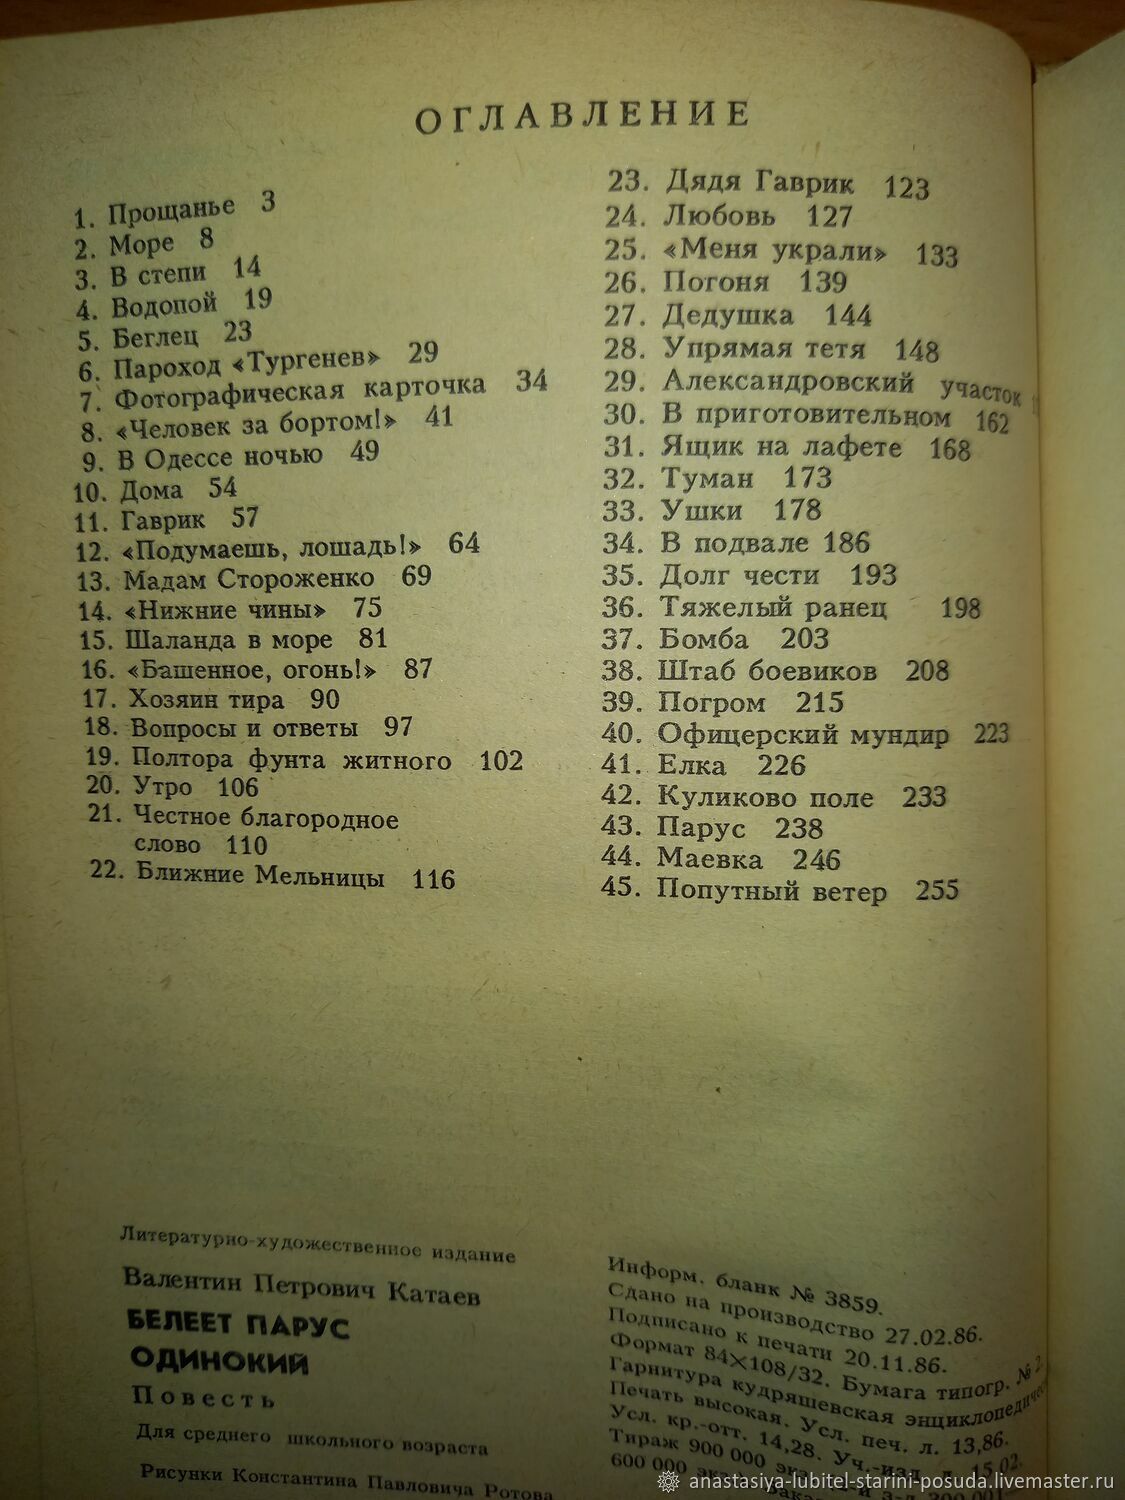 ОГЛАВЛЕНИЕ
1. Прощанье 3
2. Море 8
3. В степи 14
4. Водопой 19
5. Беглец 23
6. Пароход «Тургенев» 29
7. Фотографическая карточка 34
8. «Человек за бортом!» 41
9. В Одессе ночью 49
10. Дома 54
11. Гаврик 57
12. «Подумаешь, лошадь!» 64
13. Мадам Стороженко 69
14. «Нижние чины» 75
15. Шаланда в море 81
16. «Башенное, огонь!» 87
17. Хозяин тира 90
18. Вопросы и ответы 97
19. Полтора фунта житного 102
20. Утро 106
21. Честное благородное
слово 110
22. Ближние Мельницы 116
23. Дядя Гаврик 123
24. Любовь 127
25. «Меня украли» 133
26. Погоня 139
27. Дедушка 144
28. Упрямая тетя 148
29. Александровский участок
30. В приготовительном 162
31. Ящик на лафете 168
32. Туман 173
33. Ушки 178
34. В подвале 186
35. Долг чести 193
36. Тяжелый ранец 198
37. Бомба 203
38. Штаб боевиков 208
39. Погром 215
40. Офицерский мундир 223
41. Елка 226
42. Куликово поле 233
43. Парус 238
44. Маевка 246
45. Попутный ветер 255
Литературно-художественное издание
Валентин Петрович Катаев
БЕЛЕЕТ ПАРУС
ОДИНОКИЙ
Повесть
Для среднего школьного возраста
Рисунки Константина Павловича Ротова
Информ. бланк № 3859.
Сдано на производство 27.02.86.
Подписано к печати 20.11.86.
Формат 84×108/32. Бумага типогр. № 2.
Гарнитура кудряшевская
Печать высокая. Усл. печ. л. 13,86.
Усл. кр.-отт. 14,28. Уч.-изд. л. 15,02.
Тираж 900 000 экз.
600 000
anastasiya-lubitel-starini-posuda.livemaster.ru